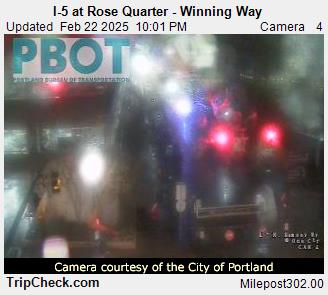 I-5 at Rose Quarter - Winning Way
Updated Feb 22 2025 10:01 PM Camera 4
PBOT
PORTLAND BUREAU OF TRANSPORTATION
Camera courtesy of the City of Portland
TripCheck.com Milepost302.00